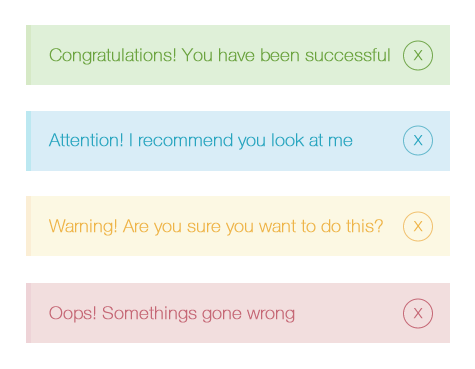 Congratulations! You have been successful X
Attention! I recommend you look at me X
Warning! Are you sure you want to do this? X
Oops! Somethings gone wrong X